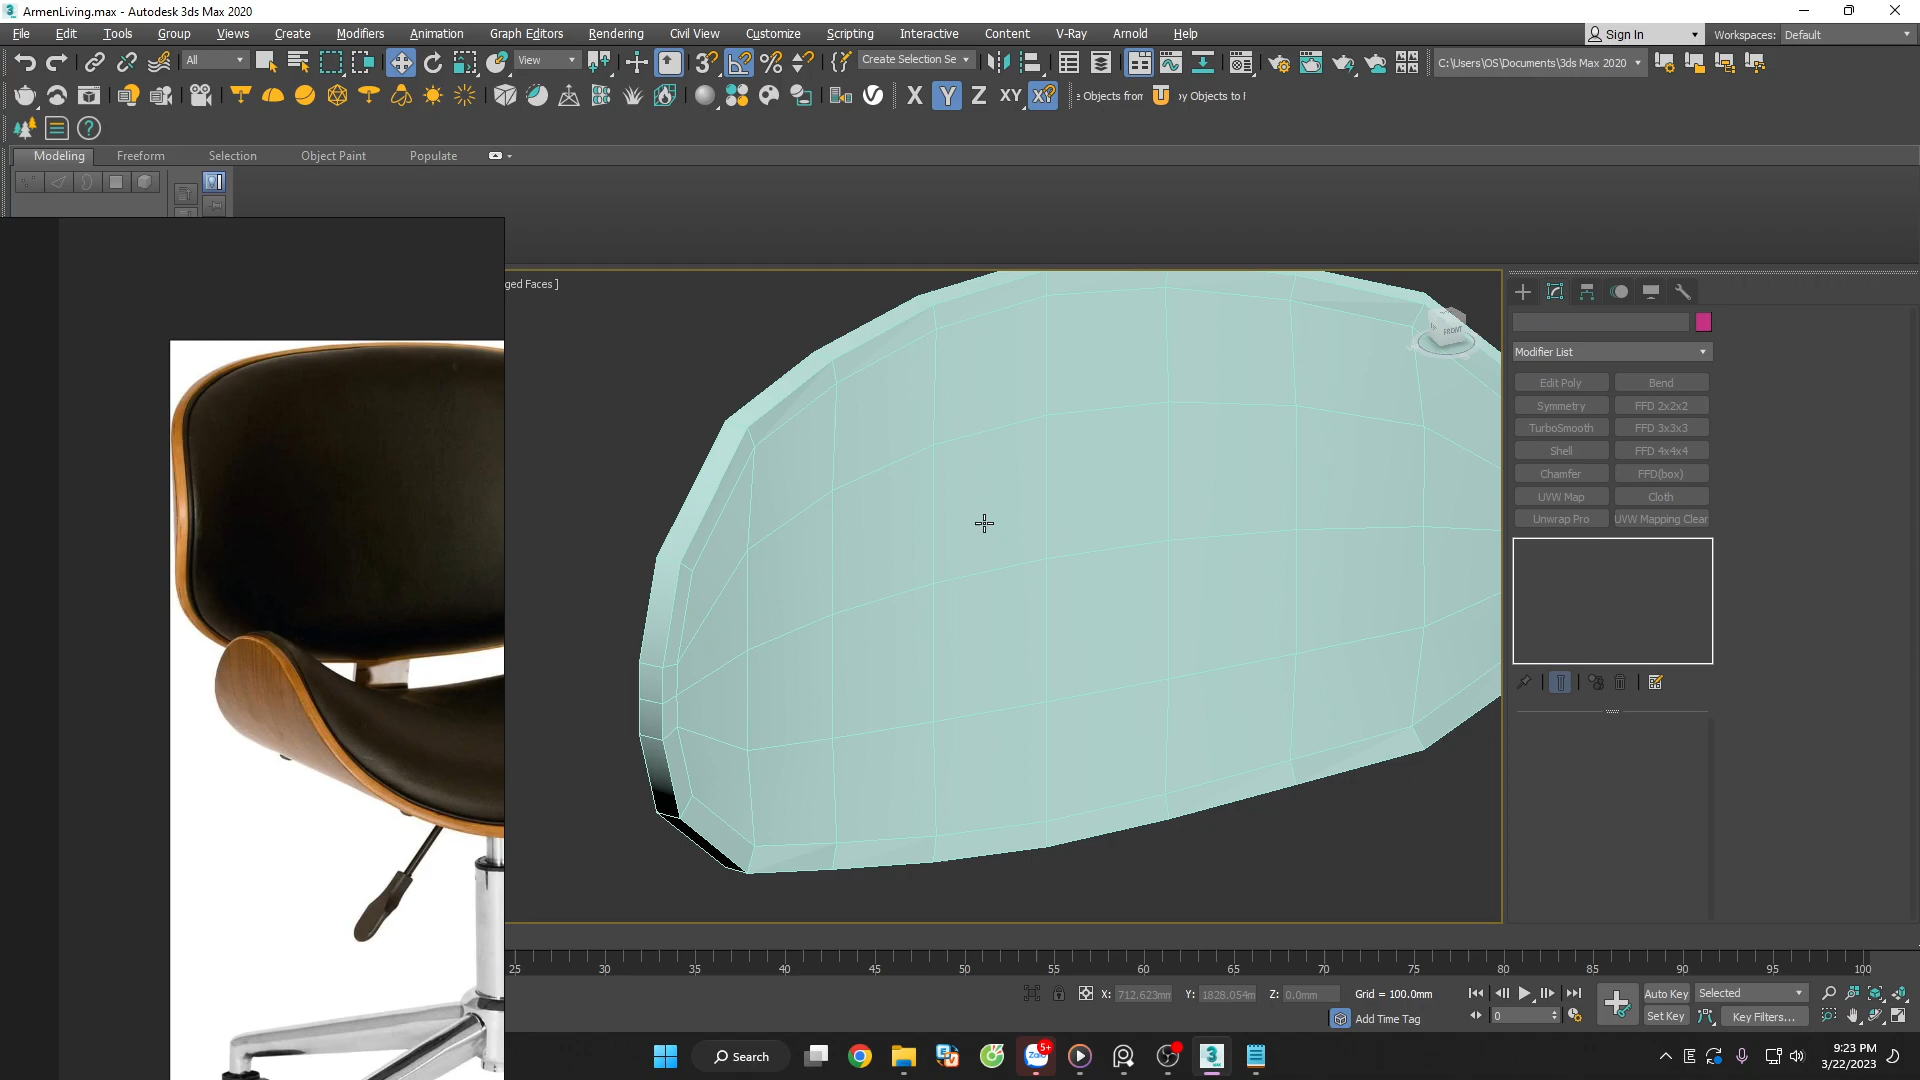 ArmenLiving.max - Autodesk 3ds Max 2020
File Edit Tools Group Views Create Modifiers Animation Graph Editors Rendering Civil View Customize Scripting Interactive Content V-Ray Arnold Help
Sign In Workspaces: Default
All View Create Selection Se C:\Users\OS\Documents\3ds Max 2020
X Y Z XY XY Objects from by Objects to
Modeling Freeform Selection Object Paint Populate
ged Faces ]
FRONT
Modifier List
Edit Poly Bend
Symmetry FFD 2x2x2
TurboSmooth FFD 3x3x3
Shell FFD 4x4x4
Chamfer FFD(box)
UVW Map Cloth
Unwrap Pro UVW Mapping Clear
25 30 35 40 45 50 55 60 65 70 75 80 85 90 95 100
X: 712.623mm Y: 1828.054m Z: 0.0mm Grid = 100.0mm
Add Time Tag
Auto Key Selected
0 Set Key Key Filters...
Search
Zalo 5+
9:23 PM
3/22/2023